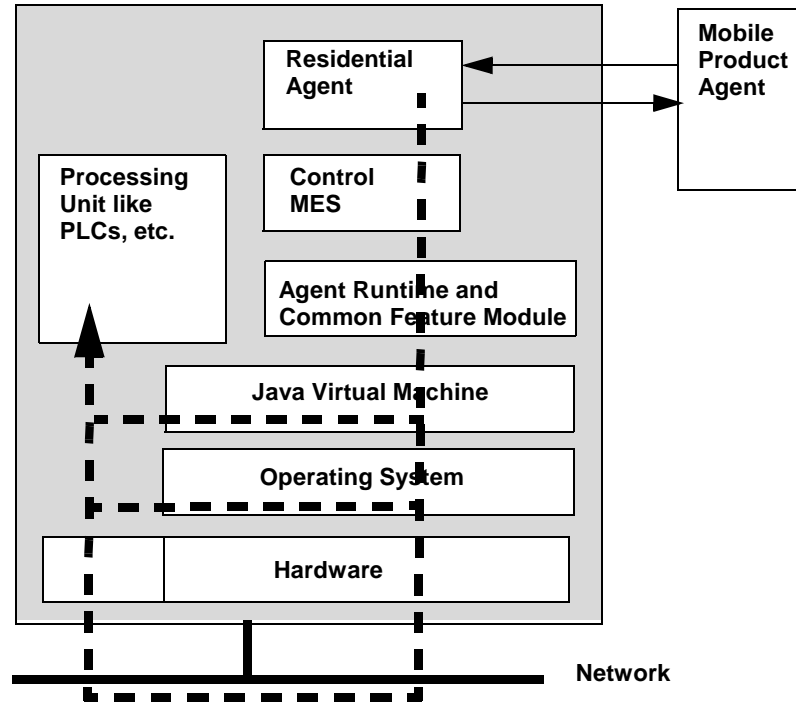 Residential
Agent
Mobile
Product
Agent
Processing
Unit like
PLCs, etc.
Control
MES
Agent Runtime and
Common Feature Module
Java Virtual Machine
Operating System
Hardware
Network